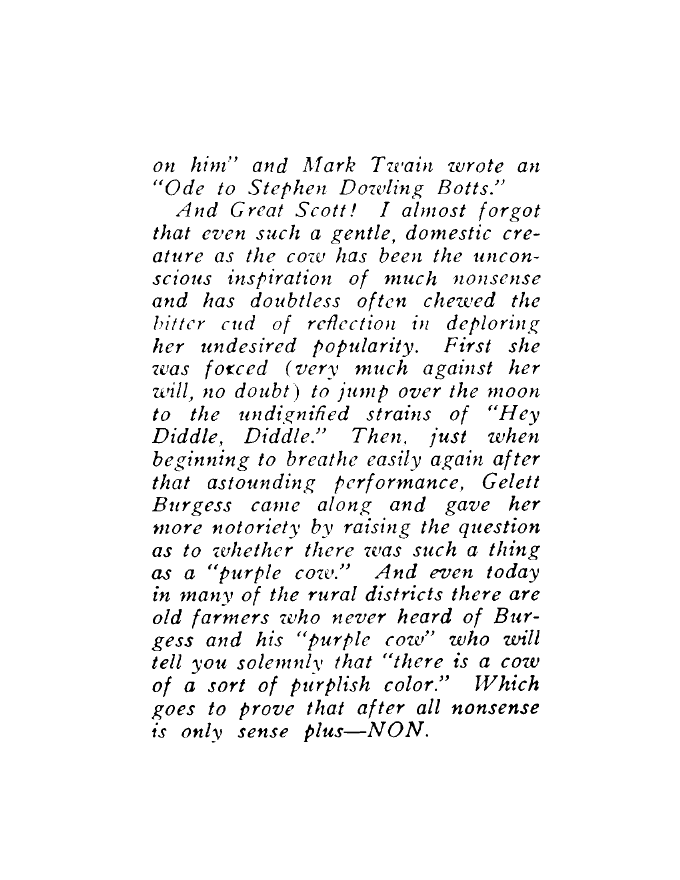 on him” and Mark Twain wrote an
“Ode to Stephen Dowling Botts.”
And Great Scott! I almost forgot
that even such a gentle, domestic cre-
ature as the cow has been the uncon-
scious inspiration of much nonsense
and has doubtless often chewed the
bitter cud of reflection in deploring
her undesired popularity. First she
was forced (very much against her
will, no doubt) to jump over the moon
to the undignified strains of “Hey
Diddle, Diddle.” Then, just when
beginning to breathe easily again after
that astounding performance, Gelett
Burgess came along and gave her
more notoriety by raising the question
as to whether there was such a thing
as a “purple cow.” And even today
in many of the rural districts there are
old farmers who never heard of Bur-
gess and his “purple cow” who will
tell you solemnly that “there is a cow
of a sort of purplish color.” Which
goes to prove that after all nonsense
is only sense plus—NON.